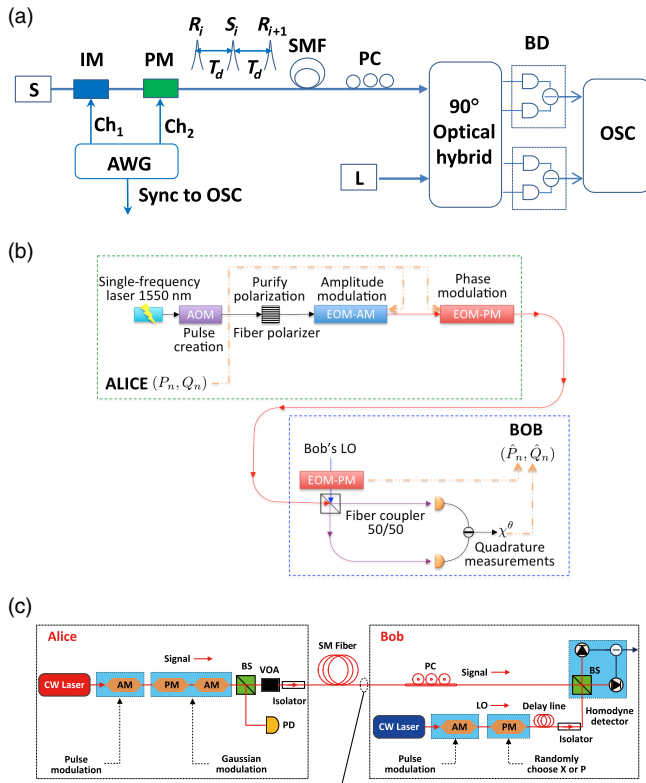 (a)
R_i S_i R_{i+1}
IM PM SMF PC BD
T_d T_d
S
Ch_1 Ch_2
90°
Optical
hybrid
OSC
AWG
L
Sync to OSC
(b)
Single-frequency
laser 1550 nm
Purify
polarization
Amplitude
modulation
Phase
modulation
AOM
EOM-AM
EOM-PM
Pulse
creation
Fiber polarizer
ALICE (P_n, Q_n)
BOB
Bob's LO
(P̂_n, Q̂_n)
EOM-PM
Fiber coupler
50/50
χ^θ
Quadrature
measurements
(c)
Alice
SM Fiber
Bob
Signal
BS
VOA
PC
Signal
BS
CW Laser
AM
PM
AM
Isolator
PD
LO
Delay line
Homodyne
detector
CW Laser
AM
PM
Isolator
Pulse
modulation
Gaussian
modulation
Pulse
modulation
Randomly
choose X or P